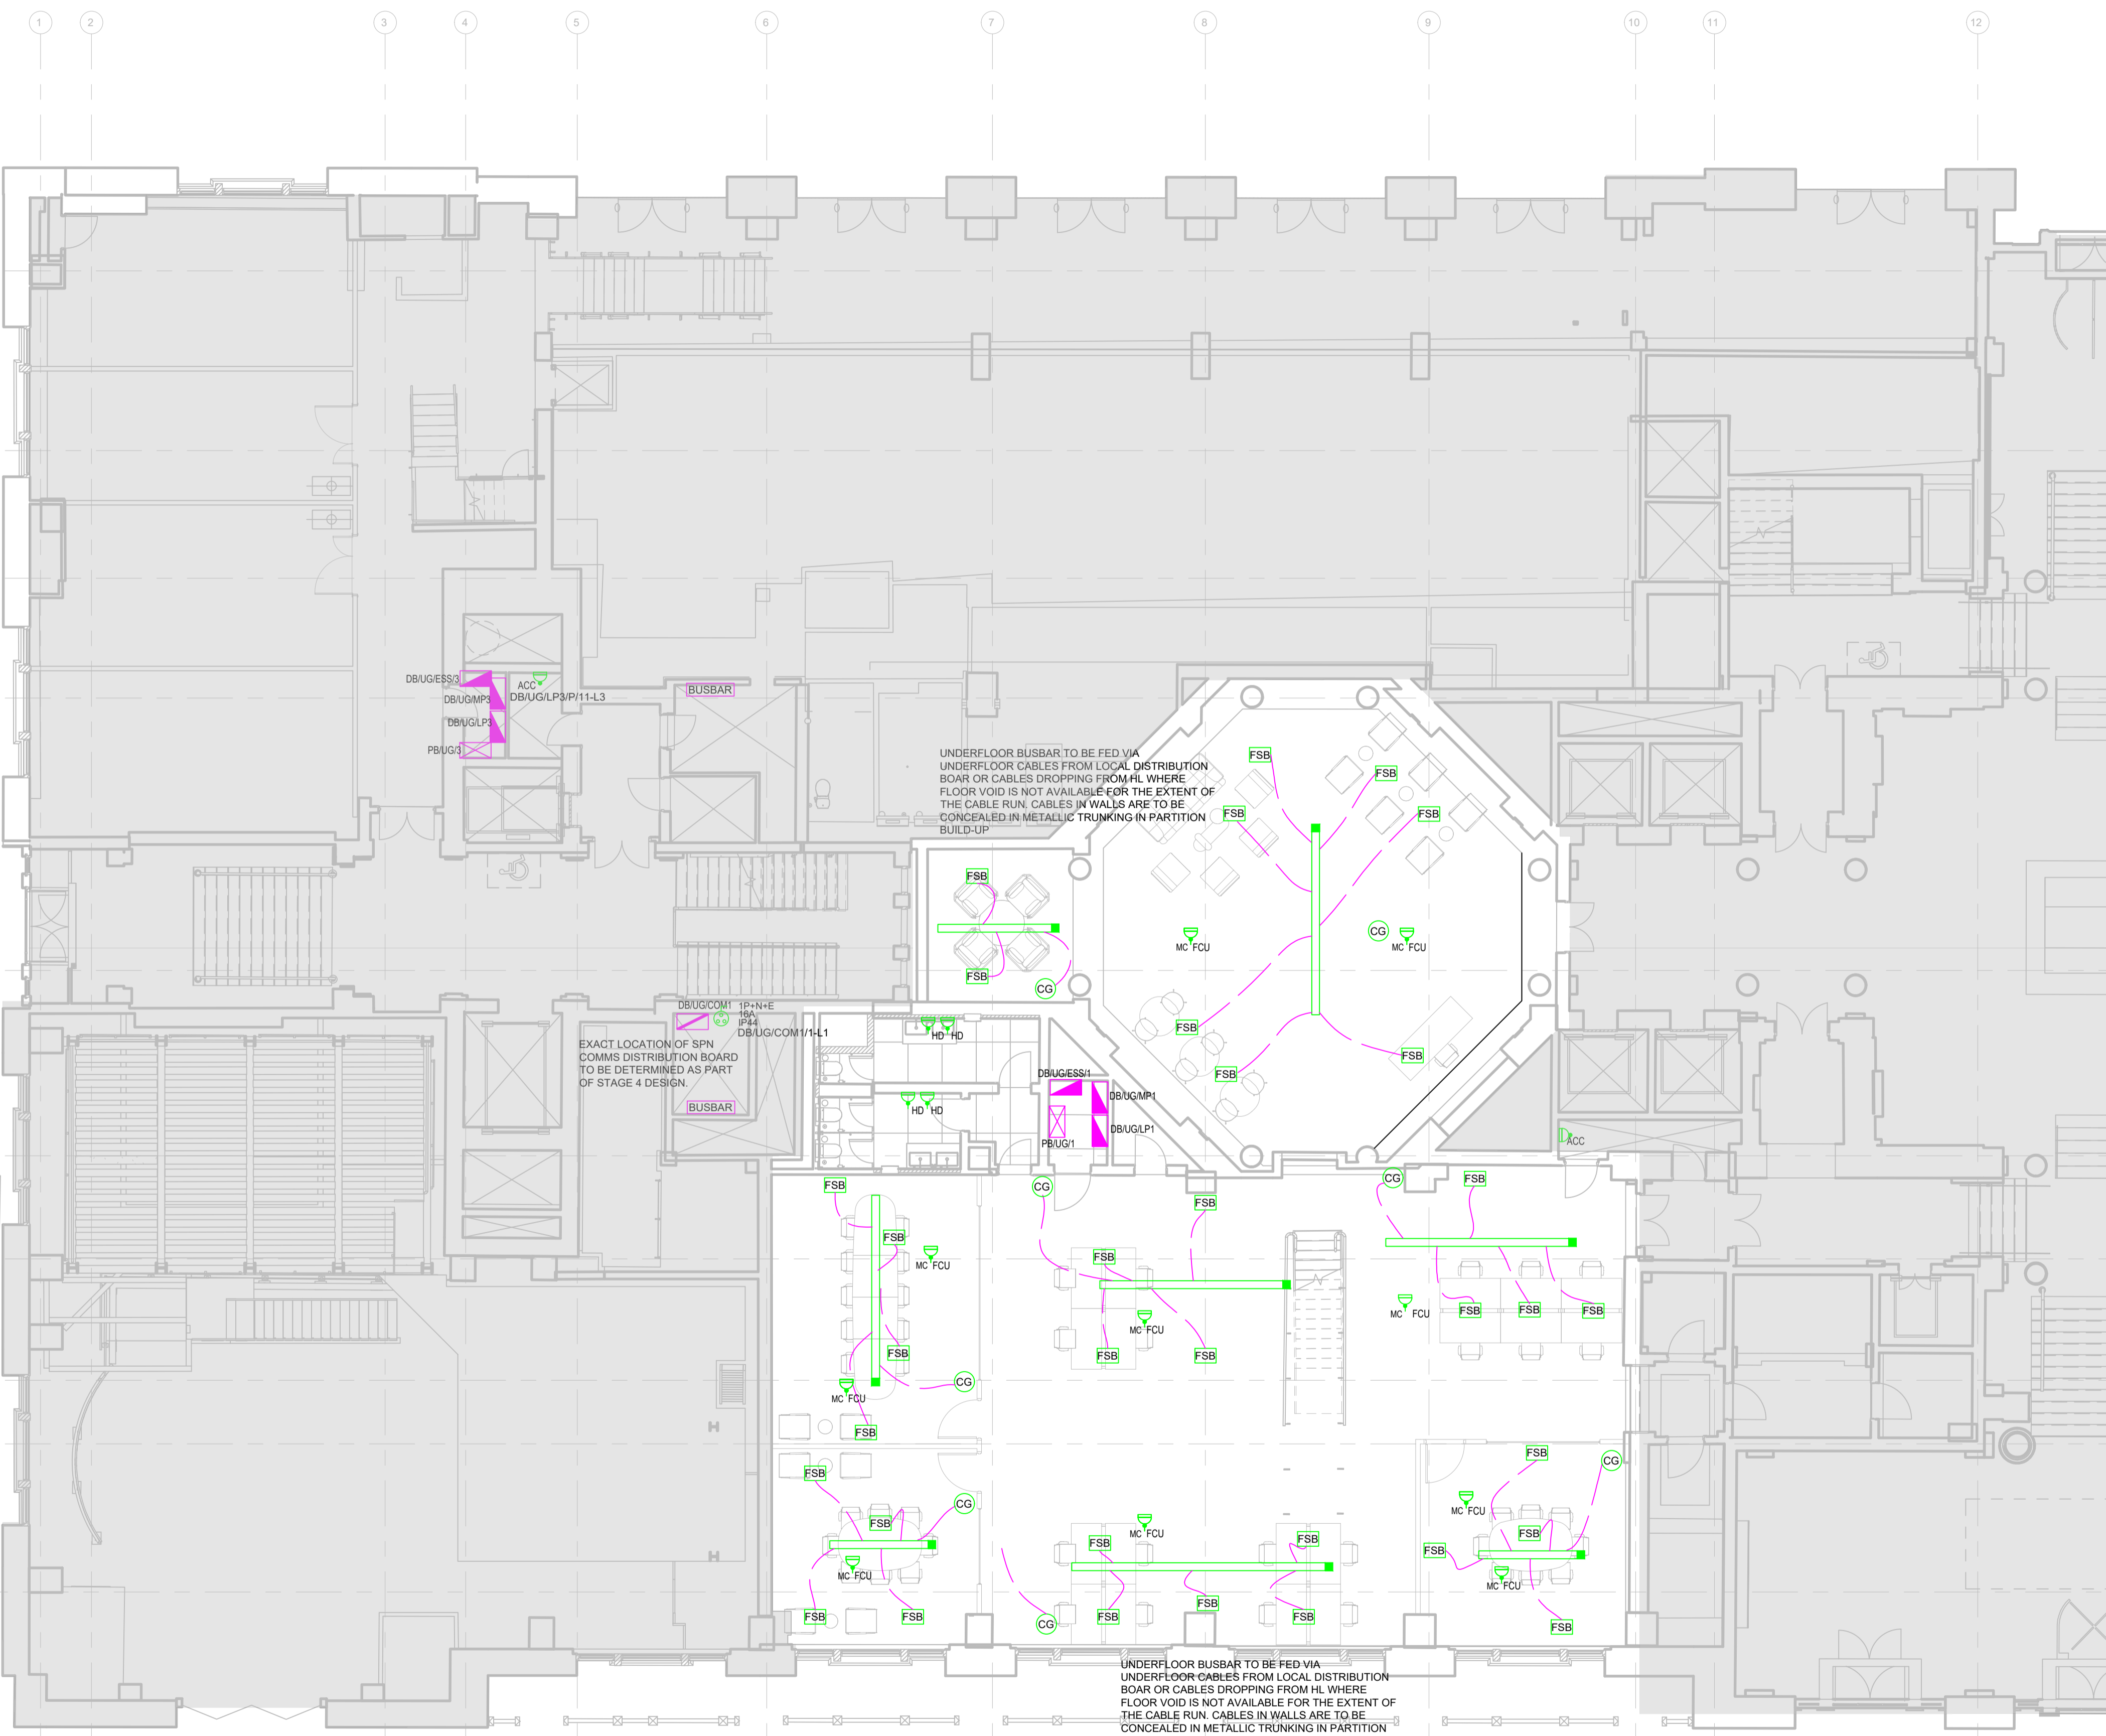 1
2
3
4
5
6
7
8
9
10
11
12
DB/UG/ESS/3
ACC
DB/UG/LP3/P/11-L3
DB/UG/MP3
DB/UG/LP3
PB/UG/3
BUSBAR
UNDERFLOOR BUSBAR TO BE FED VIA
UNDERFLOOR CABLES FROM LOCAL DISTRIBUTION
BOAR OR CABLES DROPPING FROM HL WHERE
FLOOR VOID IS NOT AVAILABLE FOR THE EXTENT OF
THE CABLE RUN. CABLES IN WALLS ARE TO BE
CONCEALED IN METALLIC TRUNKING IN PARTITION
BUILD-UP
FSB
FSB
FSB
FSB
FSB
MC FCU
CG
MC FCU
FSB
CG
FSB
FSB
FSB
DB/UG/COM1
1P+N+E
16A
IP44
DB/UG/COM1/1-L1
EXACT LOCATION OF SPN
COMMS DISTRIBUTION BOARD
TO BE DETERMINED AS PART
OF STAGE 4 DESIGN.
BUSBAR
HD HD
HD HD
DB/UG/ESS/1
DB/UG/MP1
DB/UG/LP1
PB/UG/1
ACC
FSB
CG
CG
FSB
FSB
FSB
FSB
MC FCU
MC FCU
FSB
FSB
FSB
MC FCU
FSB
FSB
FSB
CG
MC FCU
FSB
FSB
FSB
CG
FSB
CG
MC FCU
MC FCU
FSB
FSB
FSB
FSB
FSB
MC FCU
MC FCU
FSB
FSB
FSB
FSB
FSB
CG
FSB
UNDERFLOOR BUSBAR TO BE FED VIA
UNDERFLOOR CABLES FROM LOCAL DISTRIBUTION
BOAR OR CABLES DROPPING FROM HL WHERE
FLOOR VOID IS NOT AVAILABLE FOR THE EXTENT OF
THE CABLE RUN. CABLES IN WALLS ARE TO BE
CONCEALED IN METALLIC TRUNKING IN PARTITION